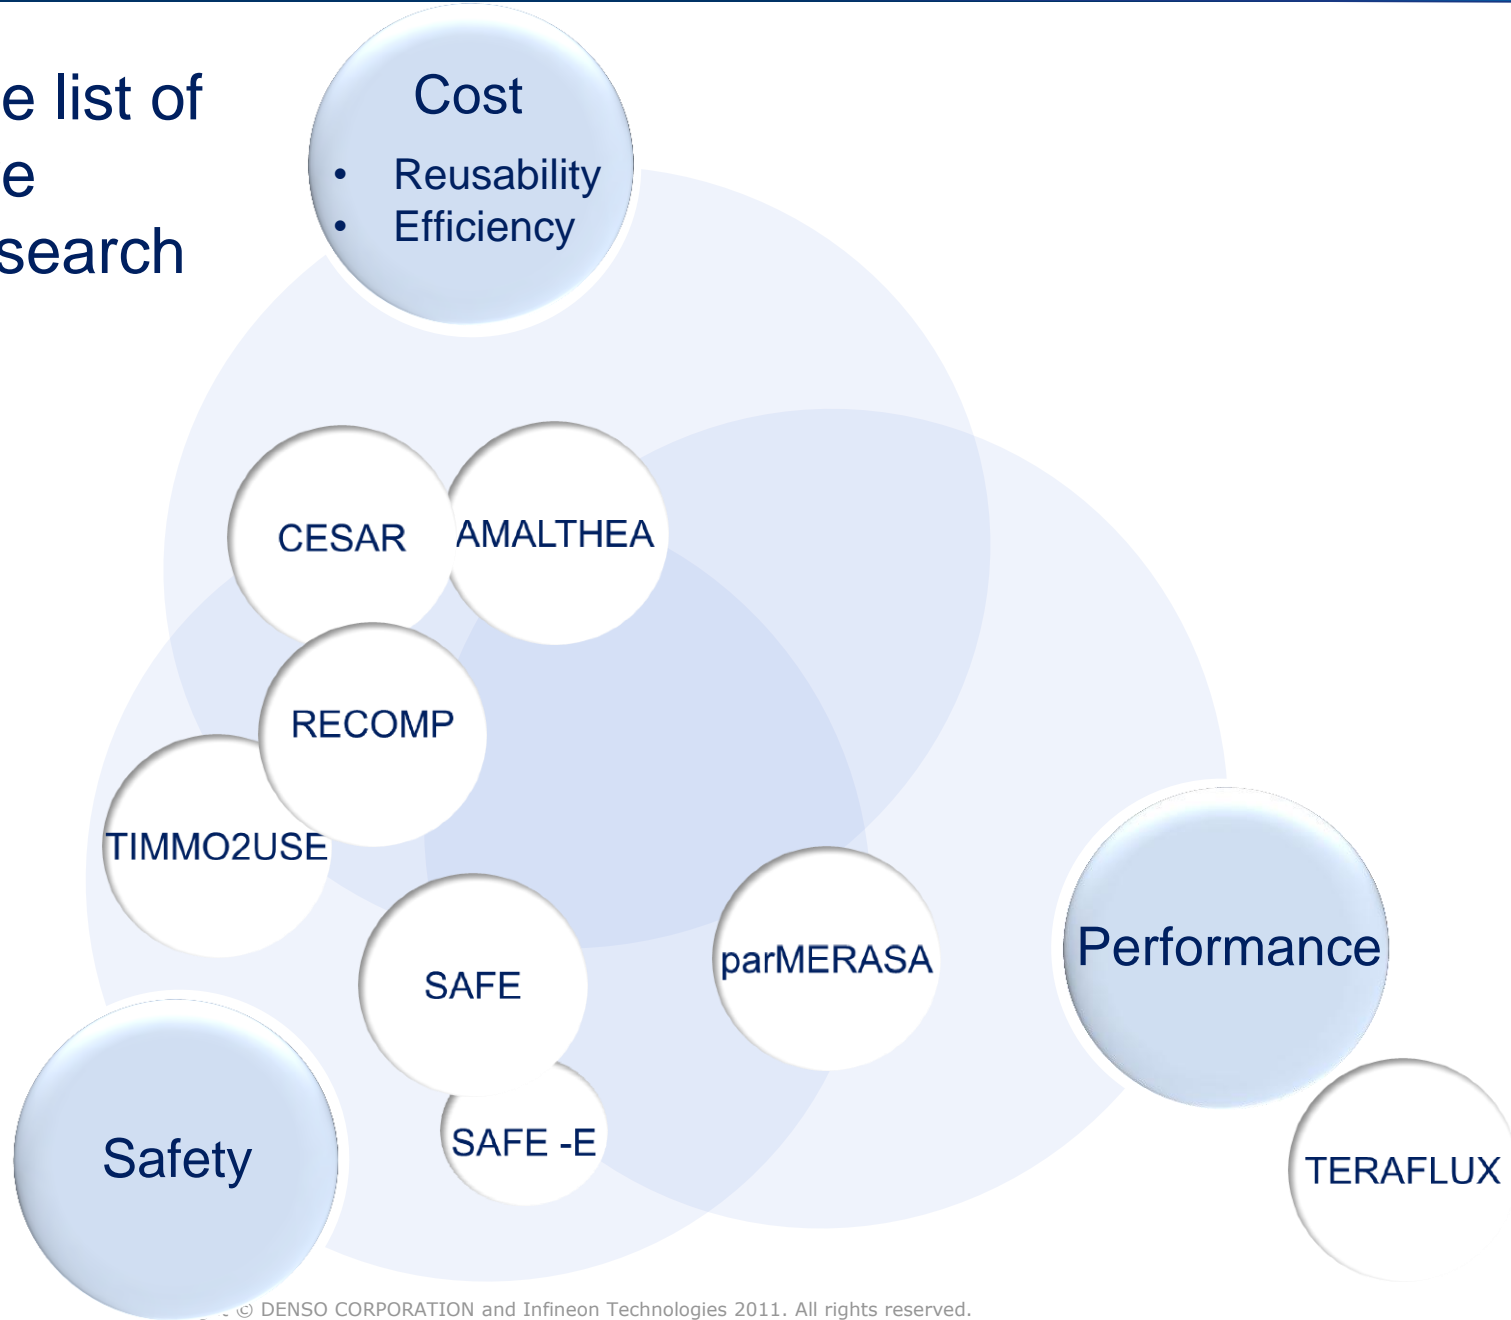 e list of
e
search
Cost
• Reusability
• Efficiency
CESAR
AMALTHEA
RECOMP
TIMMO2USE
SAFE
parMERASA
Performance
SAFE -E
Safety
TERAFLUX
© DENSO CORPORATION and Infineon Technologies 2011. All rights reserved.